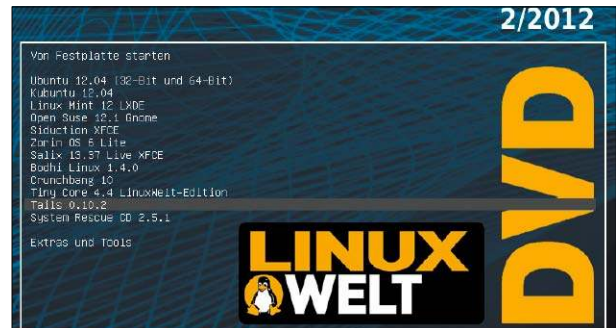 2/2012
Von Festplatte starten
Ubuntu 12.04 (32-Bit und 64-Bit)
Kubuntu 12.04
Linux Mint 12 LXDE
Open Suse 12.1 Gnome
Siduction XFCE
Zorin OS 6 Lite
Salix 13.37 Live XFCE
Bodhi Linux 1.4.0
Crunchbang 10
Tiny Core 4.4 LinuxWelt-Edition
Tails 0.10.2
System Rescue CD 2.5.1
Extras und Tools
LINUX
WELT
DVD